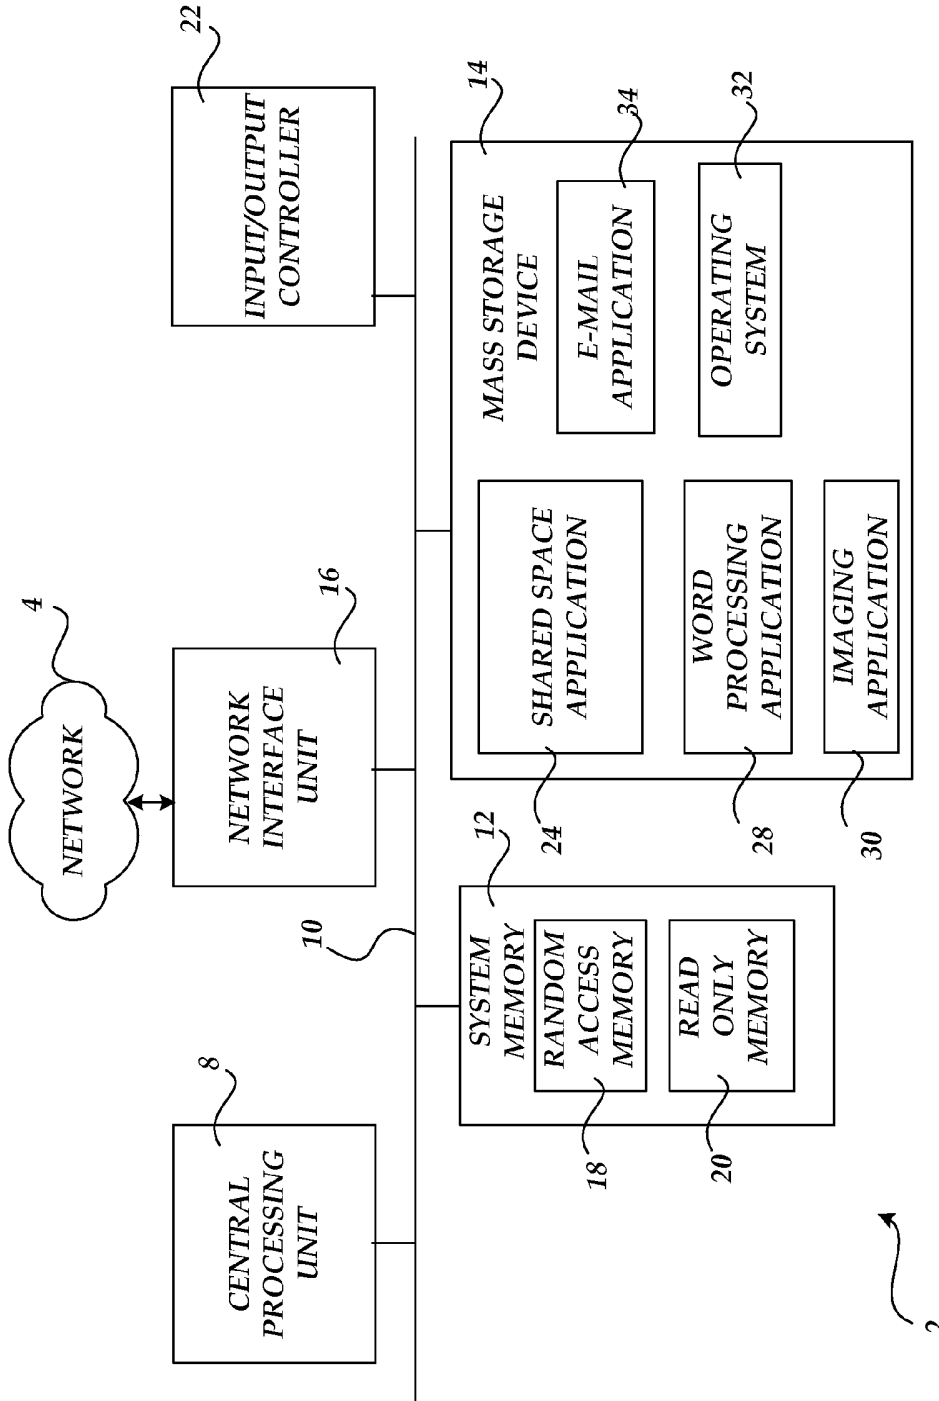 NETWORK
4
CENTRAL
PROCESSING
UNIT
8
NETWORK
INTERFACE
UNIT
16
INPUT/OUTPUT
CONTROLLER
22
10
SYSTEM
MEMORY
12
RANDOM
ACCESS
MEMORY
18
READ
ONLY
MEMORY
20
MASS STORAGE
DEVICE
14
SHARED SPACE
APPLICATION
24
E-MAIL
APPLICATION
34
WORD
PROCESSING
APPLICATION
28
OPERATING
SYSTEM
32
IMAGING
APPLICATION
30
2